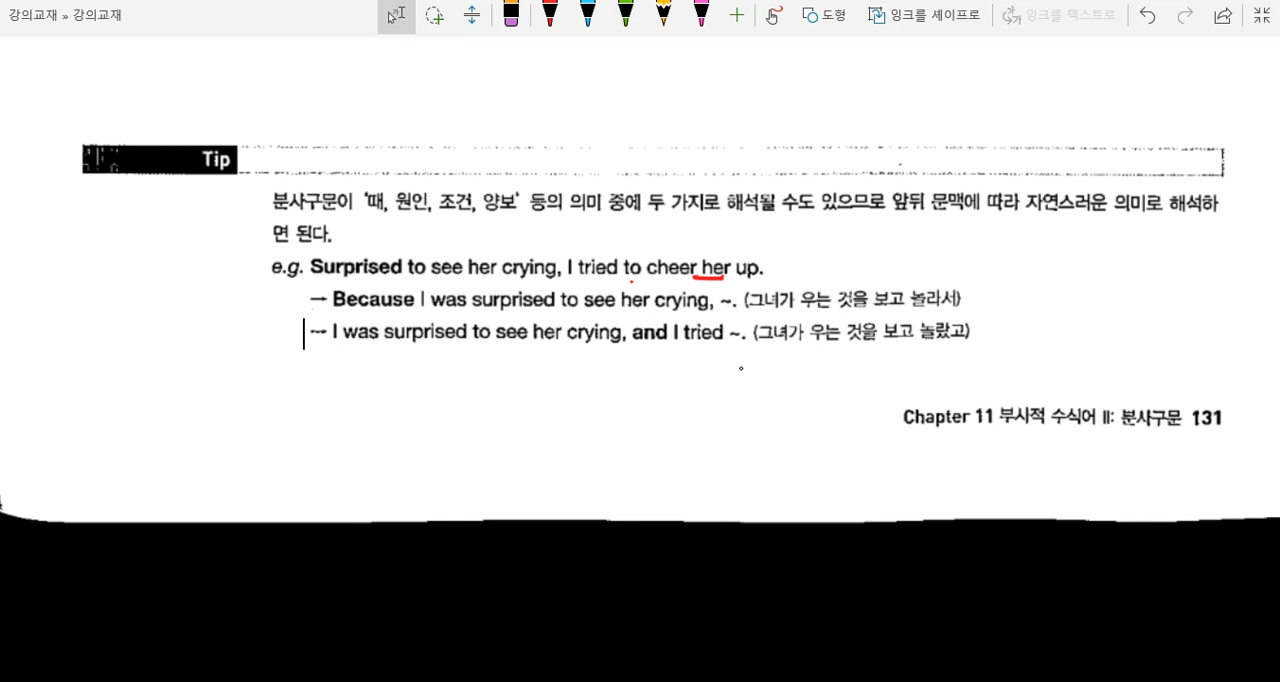 강의교재 » 강의교재
도형
잉크를 셰이프로
잉크를 텍스트로
Tip
분사구문이 '때, 원인, 조건, 양보' 등의 의미 중에 두 가지로 해석될 수도 있으므로 앞뒤 문맥에 따라 자연스러운 의미로 해석하
면 된다.
e.g. Surprised to see her crying, I tried to cheer her up.
→ Because I was surprised to see her crying, ~. (그녀가 우는 것을 보고 놀라서)
→ I was surprised to see her crying, and I tried ~. (그녀가 우는 것을 보고 놀랐고)
Chapter 11 부사적 수식어 II: 분사구문 131